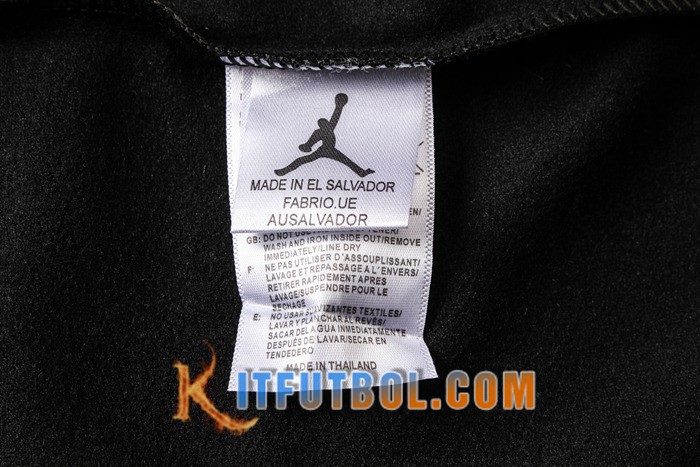 MADE IN EL SALVADOR
FABRIO.UE
AUSALVADOR
EN/
GB: DO NOT USE
WASH AND IRON INSIDE OUT/REMOVE
IMMEDIATELY/LINE DRY
F: NE PAS UTILISER D´ASSOUPLISSANT/
LAVAGE ET REPASSAGE A L´ENVERS/
RETIRER RAPIDEMENT APRES
LAVAGE/SUSPENDRE POUR LE
SECHAGE
E: NO USAR SUAVIZANTES TEXTILES/
LAVAR Y PLANCHAR AL REVÉS/
SACAR DEL AGUA INMEDIATAMENTE
DESPUÉS DE LAVAR/SECAR EN
TENDEDERO
MADE IN THAILAND
KITFUTBOL.COM